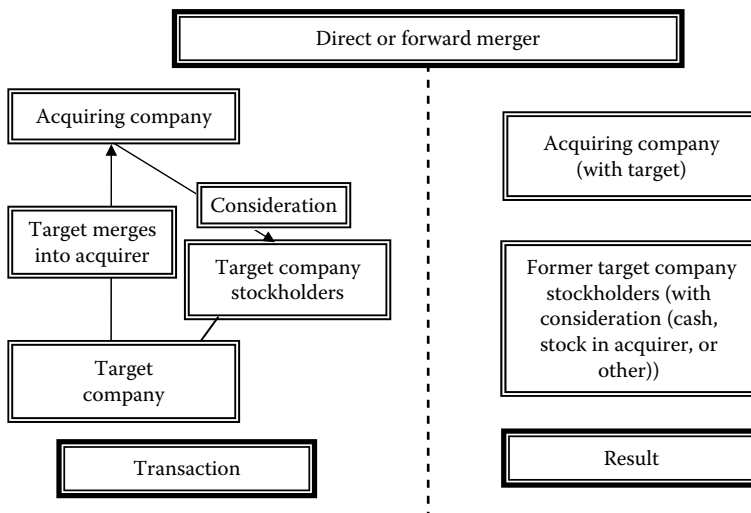 Direct or forward merger
Acquiring company
Consideration
Target merges
into acquirer
Target company
stockholders
Target
company
Transaction
Acquiring company
(with target)
Former target company
stockholders (with
consideration (cash,
stock in acquirer, or
other))
Result